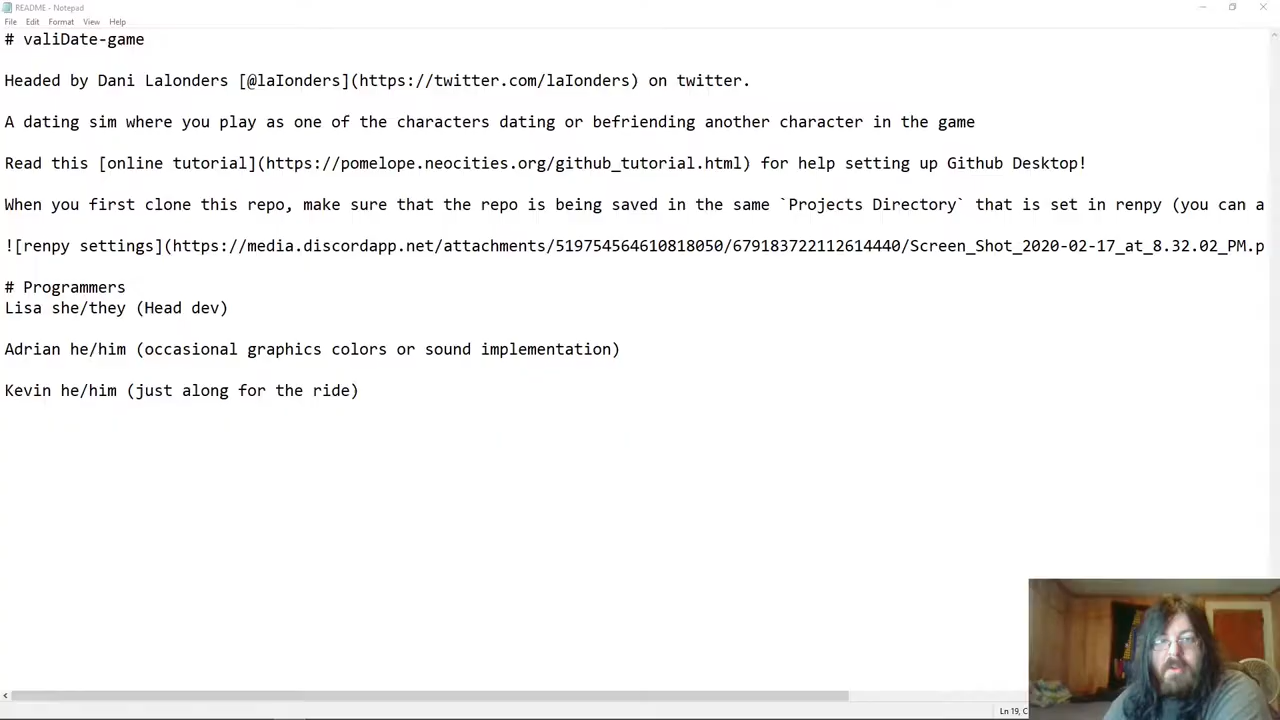 README - Notepad
File Edit Format View Help
# valiDate-game
Headed by Dani Lalonders [@laIonders](https://twitter.com/laIonders) on twitter.
A dating sim where you play as one of the characters dating or befriending another character in the game
Read this [online tutorial](https://pomelope.neocities.org/github_tutorial.html) for help setting up Github Desktop!
When you first clone this repo, make sure that the repo is being saved in the same `Projects Directory` that is set in renpy (you can a
![renpy settings](https://media.discordapp.net/attachments/519754564610818050/679183722112614440/Screen_Shot_2020-02-17_at_8.32.02_PM.p
# Programmers
Lisa she/they (Head dev)
Adrian he/him (occasional graphics colors or sound implementation)
Kevin he/him (just along for the ride)
Ln 19, C